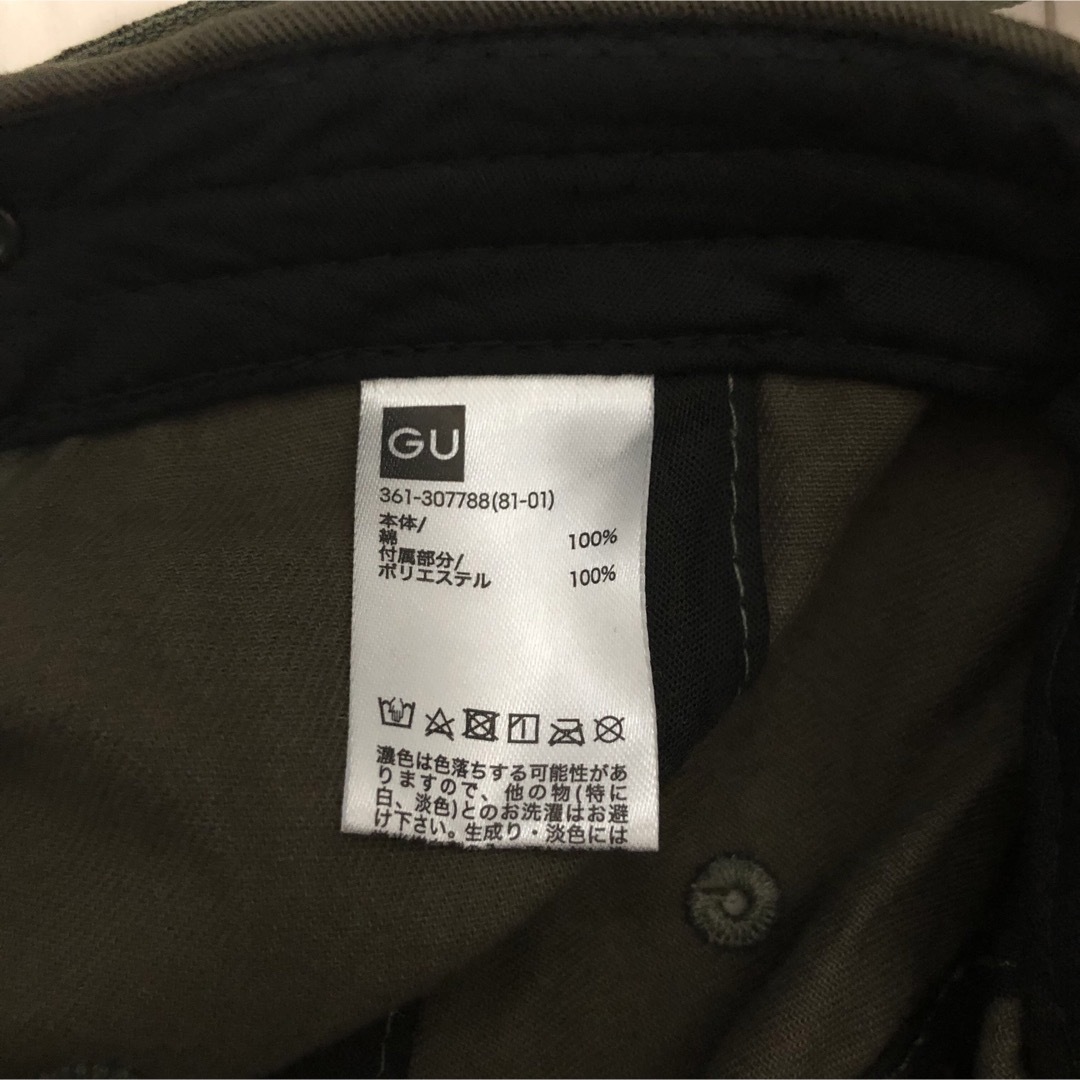 GU
361-307788(81-01)
本体/
綿 100%
付属部分/
ポリエステル 100%
濃色は色落ちする可能性があ
りますので、他の物(特に
白、淡色)とのお洗濯はお避
け下さい。生成り・淡色には